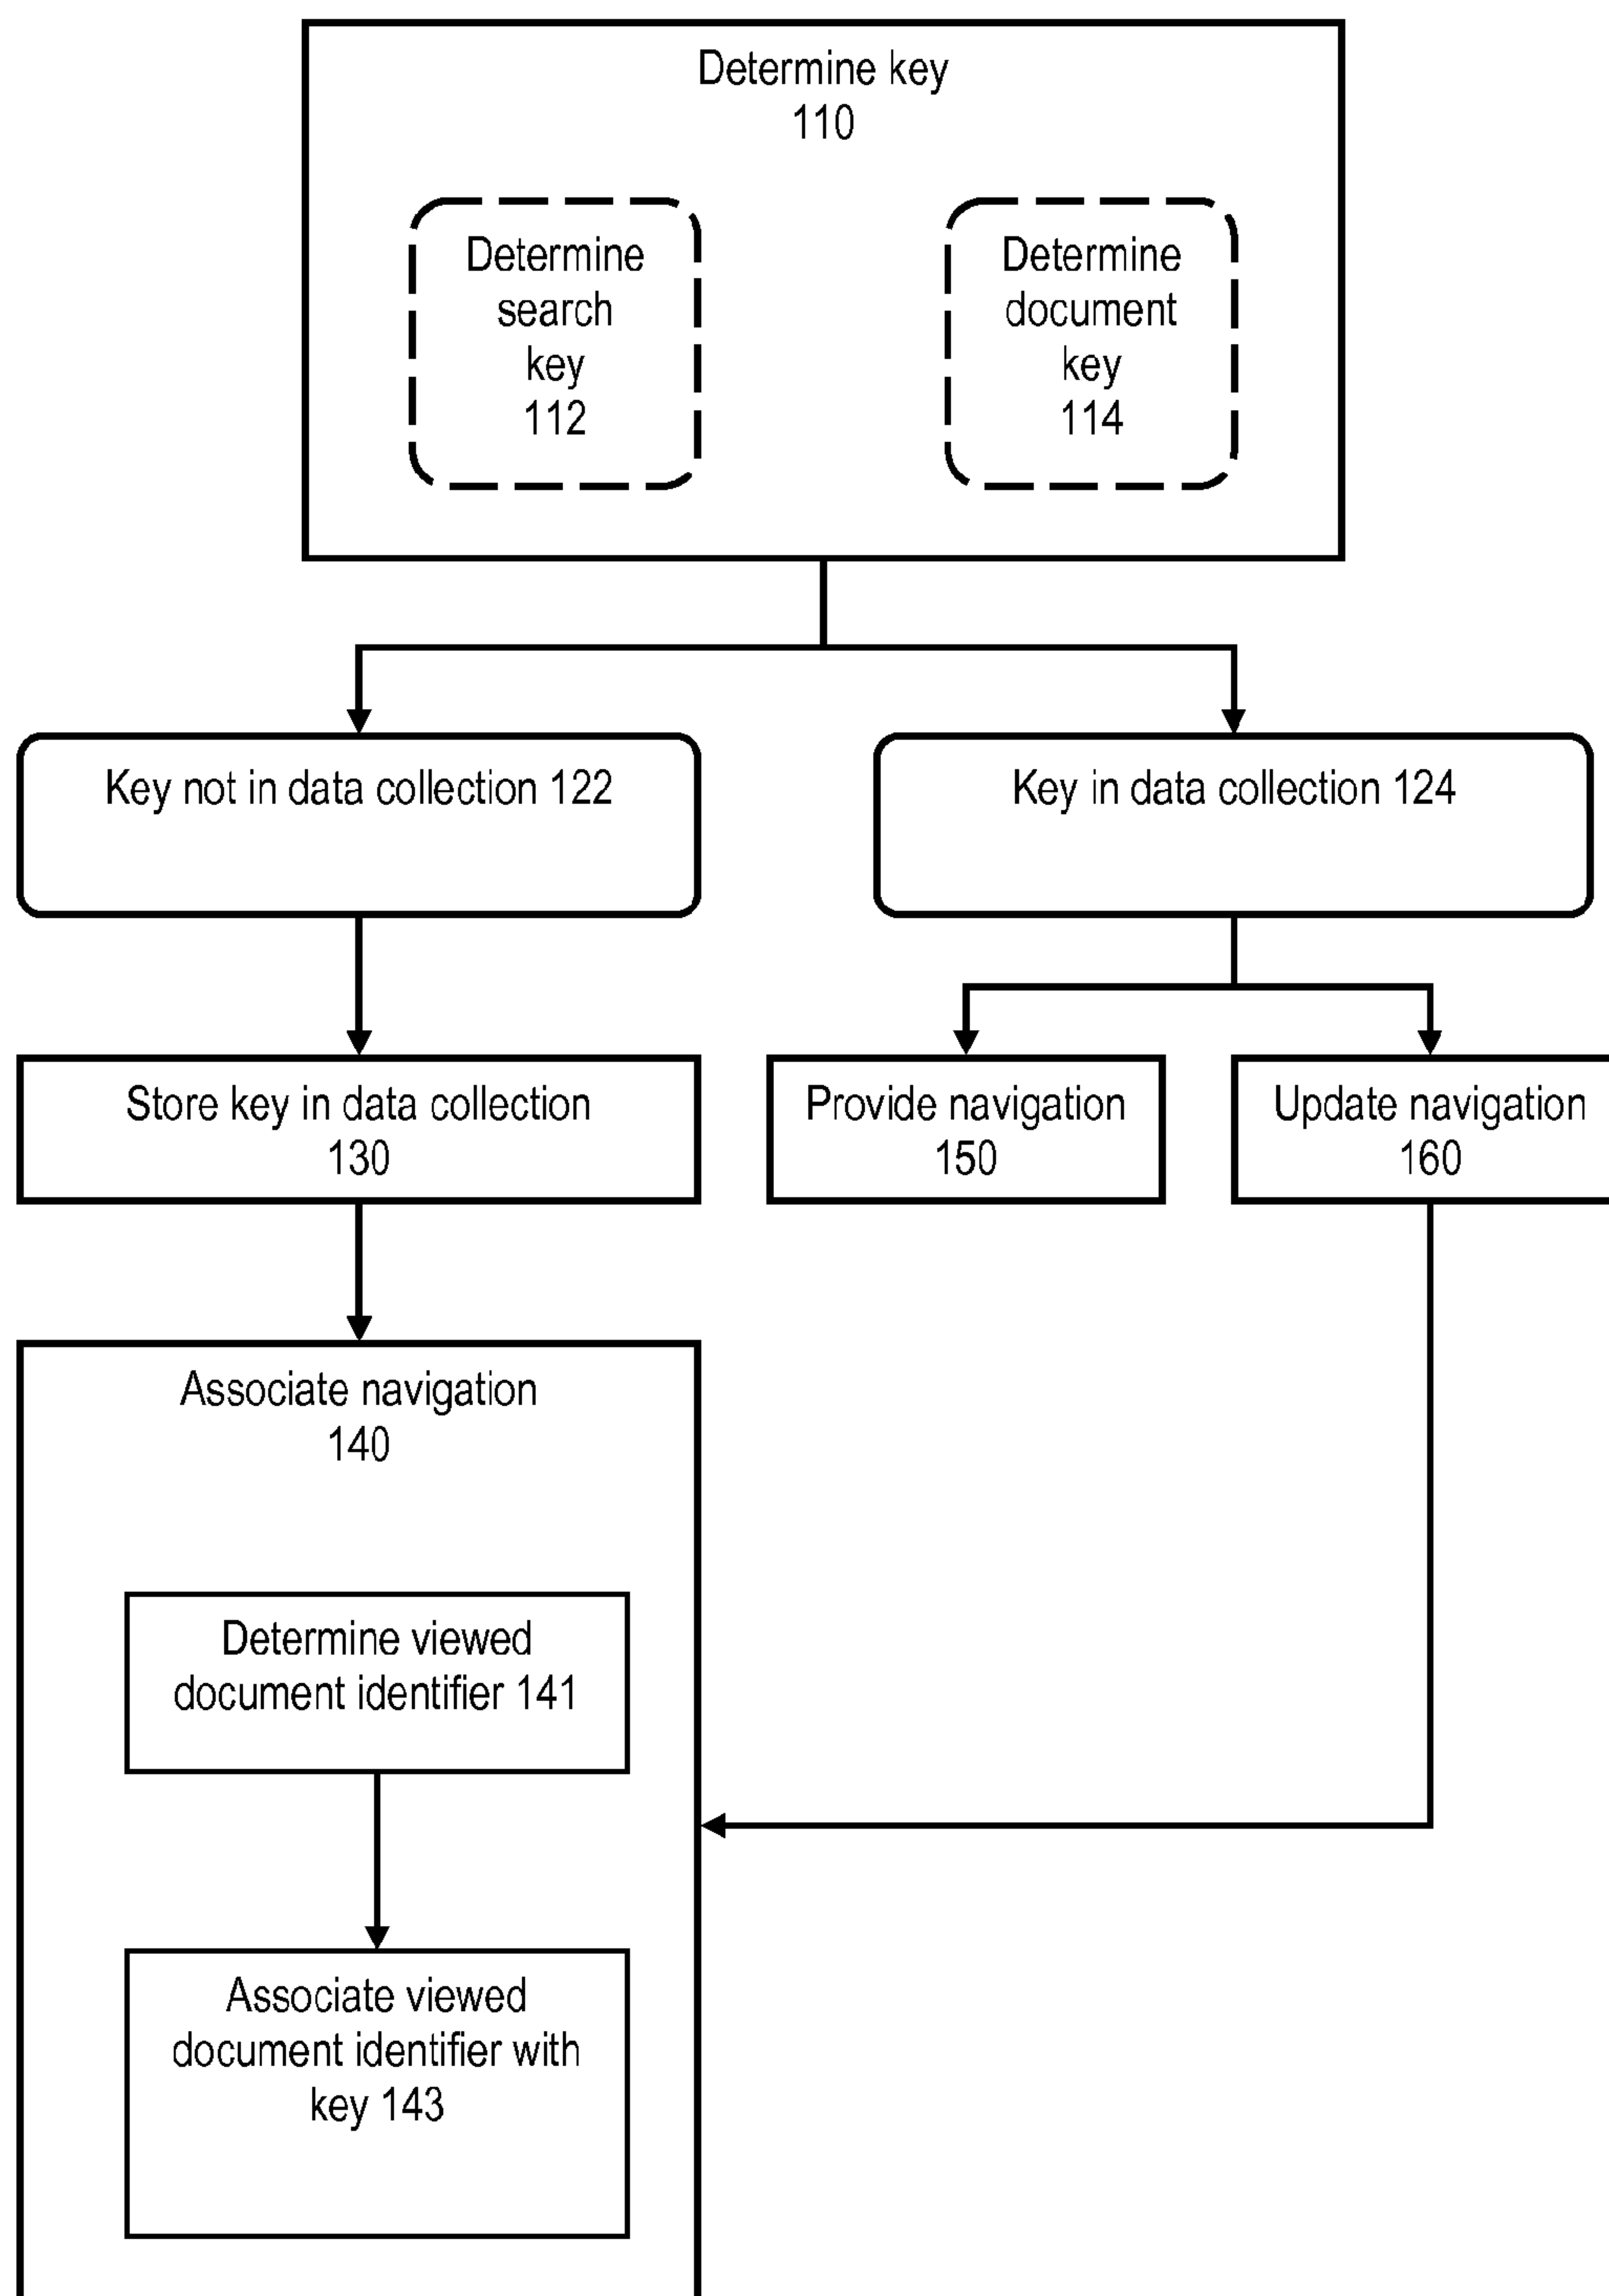 Determine key
110
Determine
search
key
112
Determine
document
key
114
Key not in data collection 122
Key in data collection 124
Store key in data collection
130
Provide navigation
150
Update navigation
160
Associate navigation
140
Determine viewed
document identifier 141
Associate viewed
document identifier with
key 143